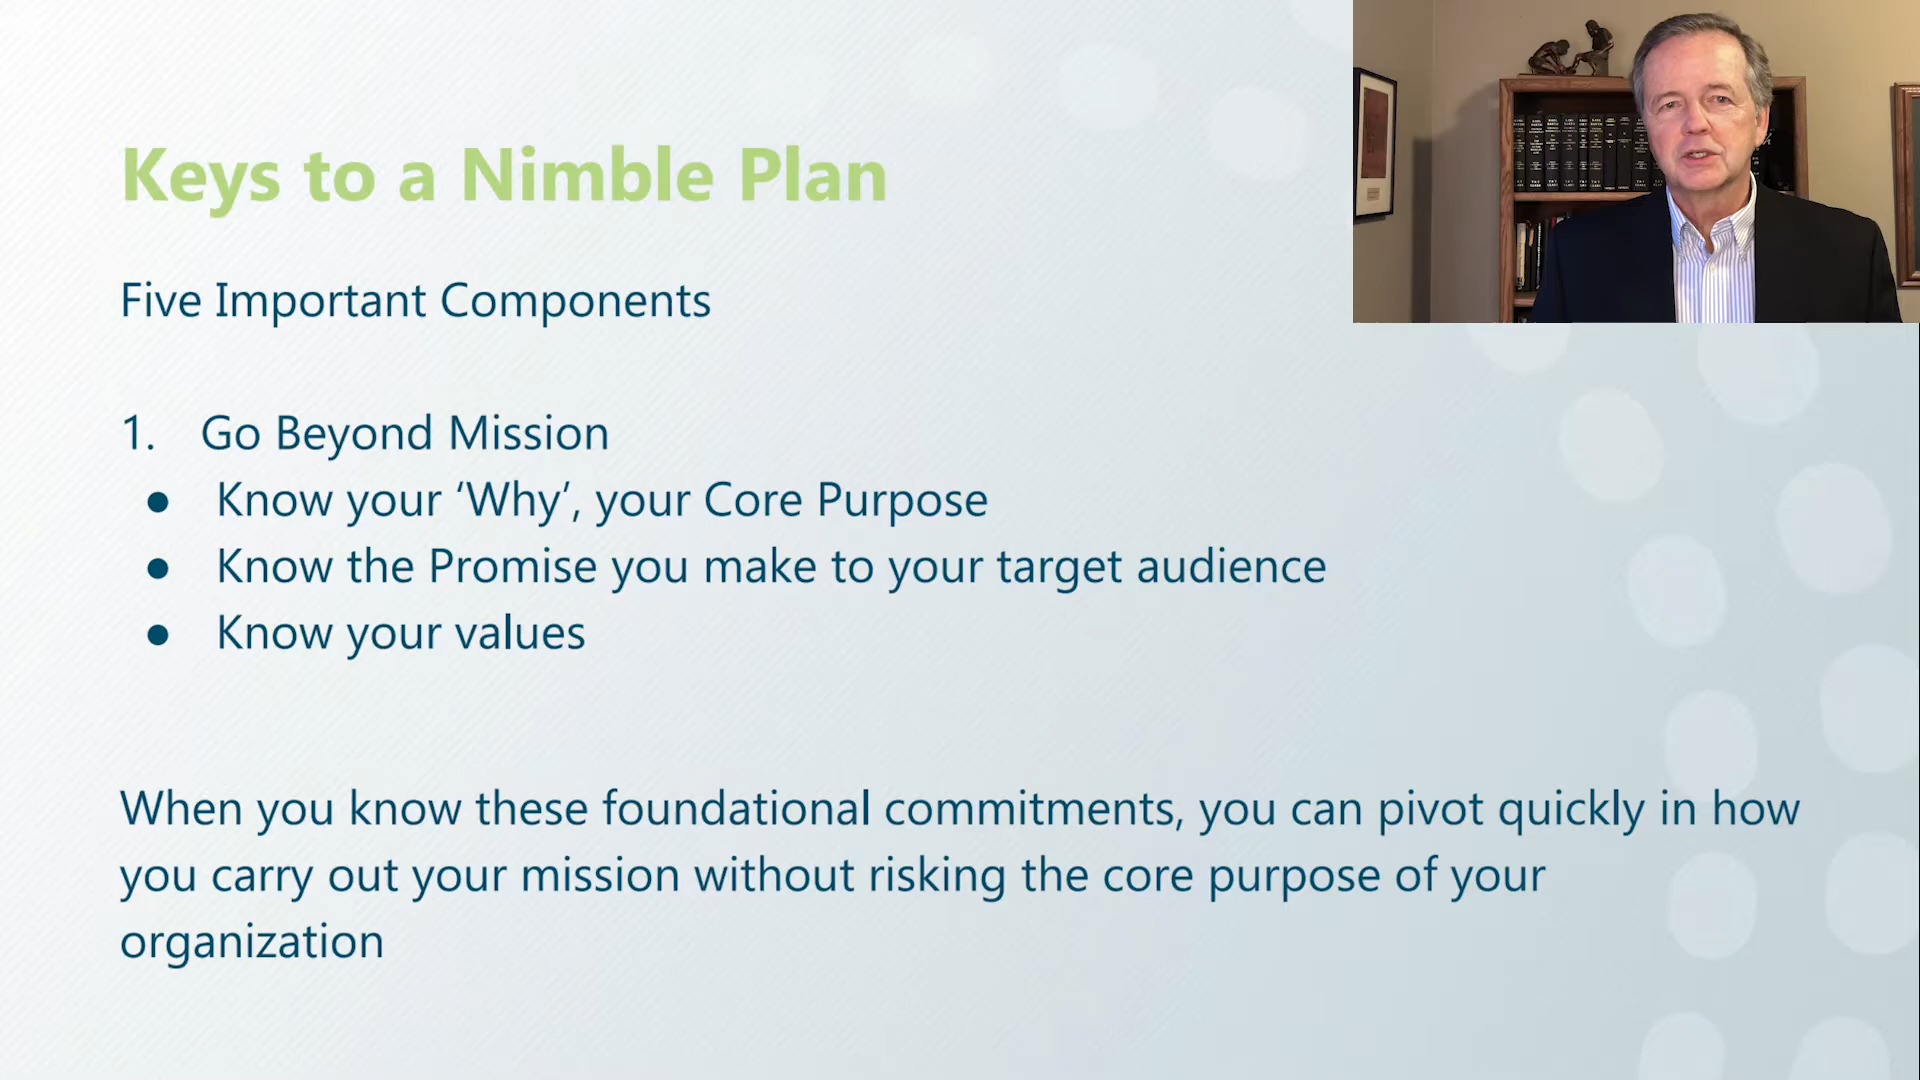 Keys to a Nimble Plan
Five Important Components
1. Go Beyond Mission
● Know your ‘Why’, your Core Purpose
● Know the Promise you make to your target audience
● Know your values
When you know these foundational commitments, you can pivot quickly in how
you carry out your mission without risking the core purpose of your
organization